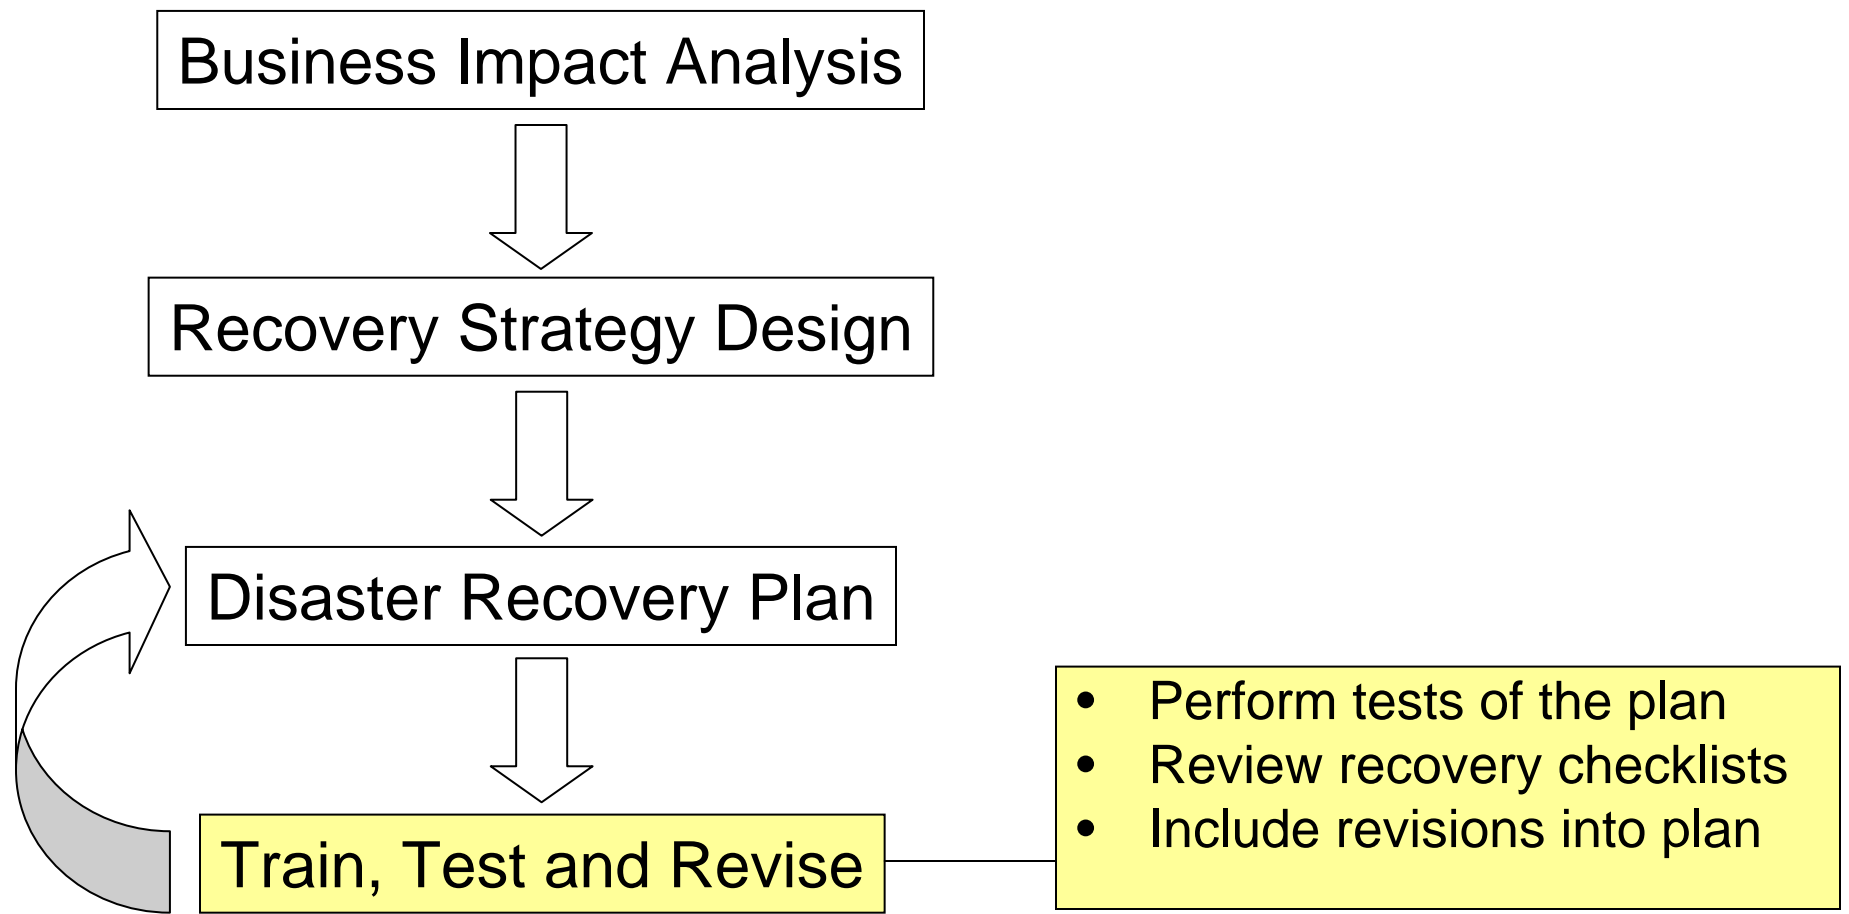 Business Impact Analysis
Recovery Strategy Design
Disaster Recovery Plan
Train, Test and Revise
• Perform tests of the plan
• Review recovery checklists
• Include revisions into plan